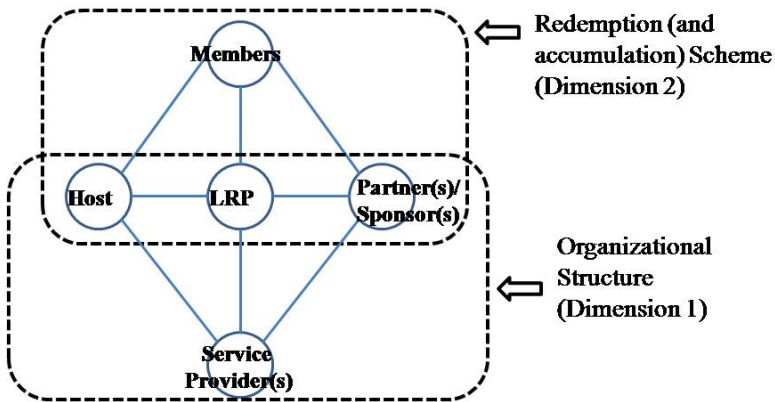 Members
Redemption (and
accumulation) Scheme
(Dimension 2)
Host
LRP
Partner(s)/
Sponsor(s)
Organizational
Structure
(Dimension 1)
Service
Provider(s)